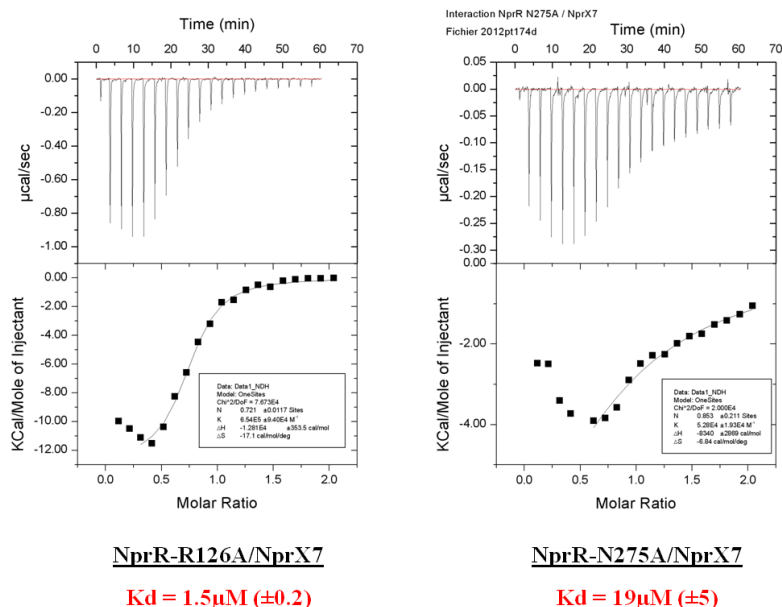 Time (min)
0 10 20 30 40 50 60 70
0.00
-0.20
-0.40
-0.60
-0.80
-1.00
µcal/sec
0.00
-2.00
-4.00
-6.00
-8.00
-10.00
-12.00
KCal/Mole of Injectant
Data: Data1_NDH
Model: OneSites
Chi^2/DoF = 7.673E4
N 0.721 ±0.0117 Sites
K 6.54E5 ±9.40E4 M⁻¹
ΔH -1.281E4 ±353.5 cal/mol
ΔS -17.1 cal/mol/deg
0.0 0.5 1.0 1.5 2.0
Molar Ratio
NprR-R126A/NprX7
Kd = 1.5µM (±0.2)
Interaction NprR N275A / NprX7
Fichier 2012pt174d
Time (min)
0 10 20 30 40 50 60 70
0.05
0.00
-0.05
-0.10
-0.15
-0.20
-0.25
-0.30
µcal/sec
0.00
-2.00
-4.00
KCal/Mole of Injectant
Data: Data1_NDH
Model: OneSites
Chi^2/DoF = 2.000E4
N 0.853 ±0.211 Sites
K 5.28E4 ±1.93E4 M⁻¹
ΔH -8340 ±2869 cal/mol
ΔS -6.84 cal/mol/deg
0.0 0.5 1.0 1.5 2.0
Molar Ratio
NprR-N275A/NprX7
Kd = 19µM (±5)